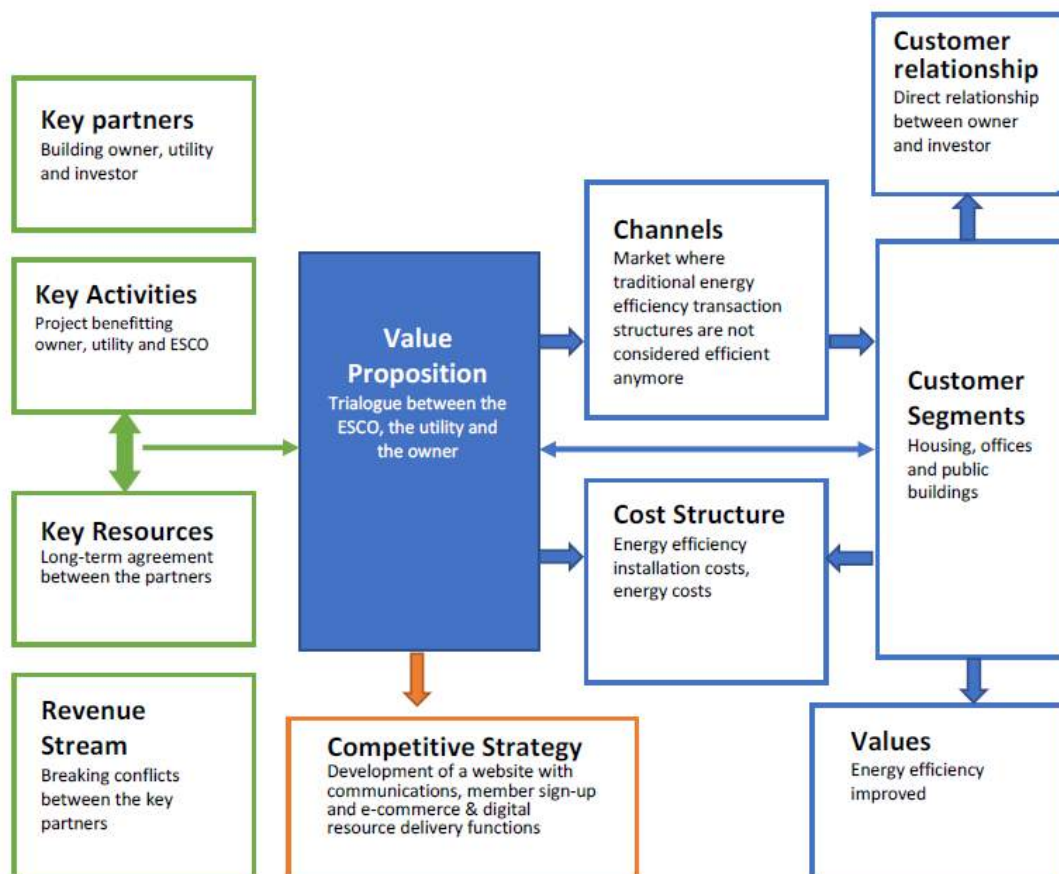 Key partners
Building owner, utility
and investor
Key Activities
Project benefitting
owner, utility and ESCO
Key Resources
Long-term agreement
between the partners
Revenue
Stream
Breaking conflicts
between the key
partners
Value
Proposition
Trialogue between the
ESCO, the utility and
the owner
Competitive Strategy
Development of a website with
communications, member sign-up
and e-commerce & digital
resource delivery functions
Channels
Market where
traditional energy
efficiency transaction
structures are not
considered efficient
anymore
Cost Structure
Energy efficiency
installation costs,
energy costs
Customer
relationship
Direct relationship
between owner
and investor
Customer
Segments
Housing, offices
and public
buildings
Values
Energy efficiency
improved